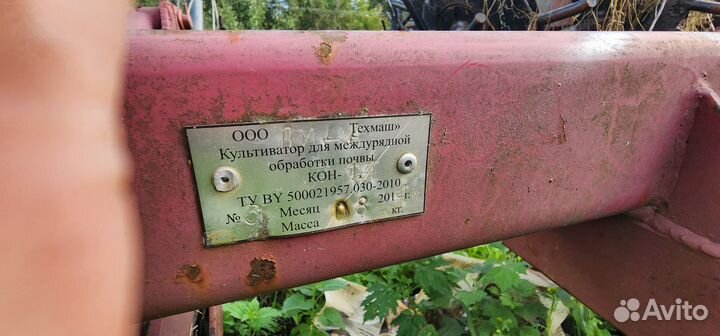 ООО Техмаш»
Культиватор для междурядной
обработки почвы
КОН-
ТУ BY 500021957.030-2010
№ Месяц 201 г.
Масса кг.
Avito